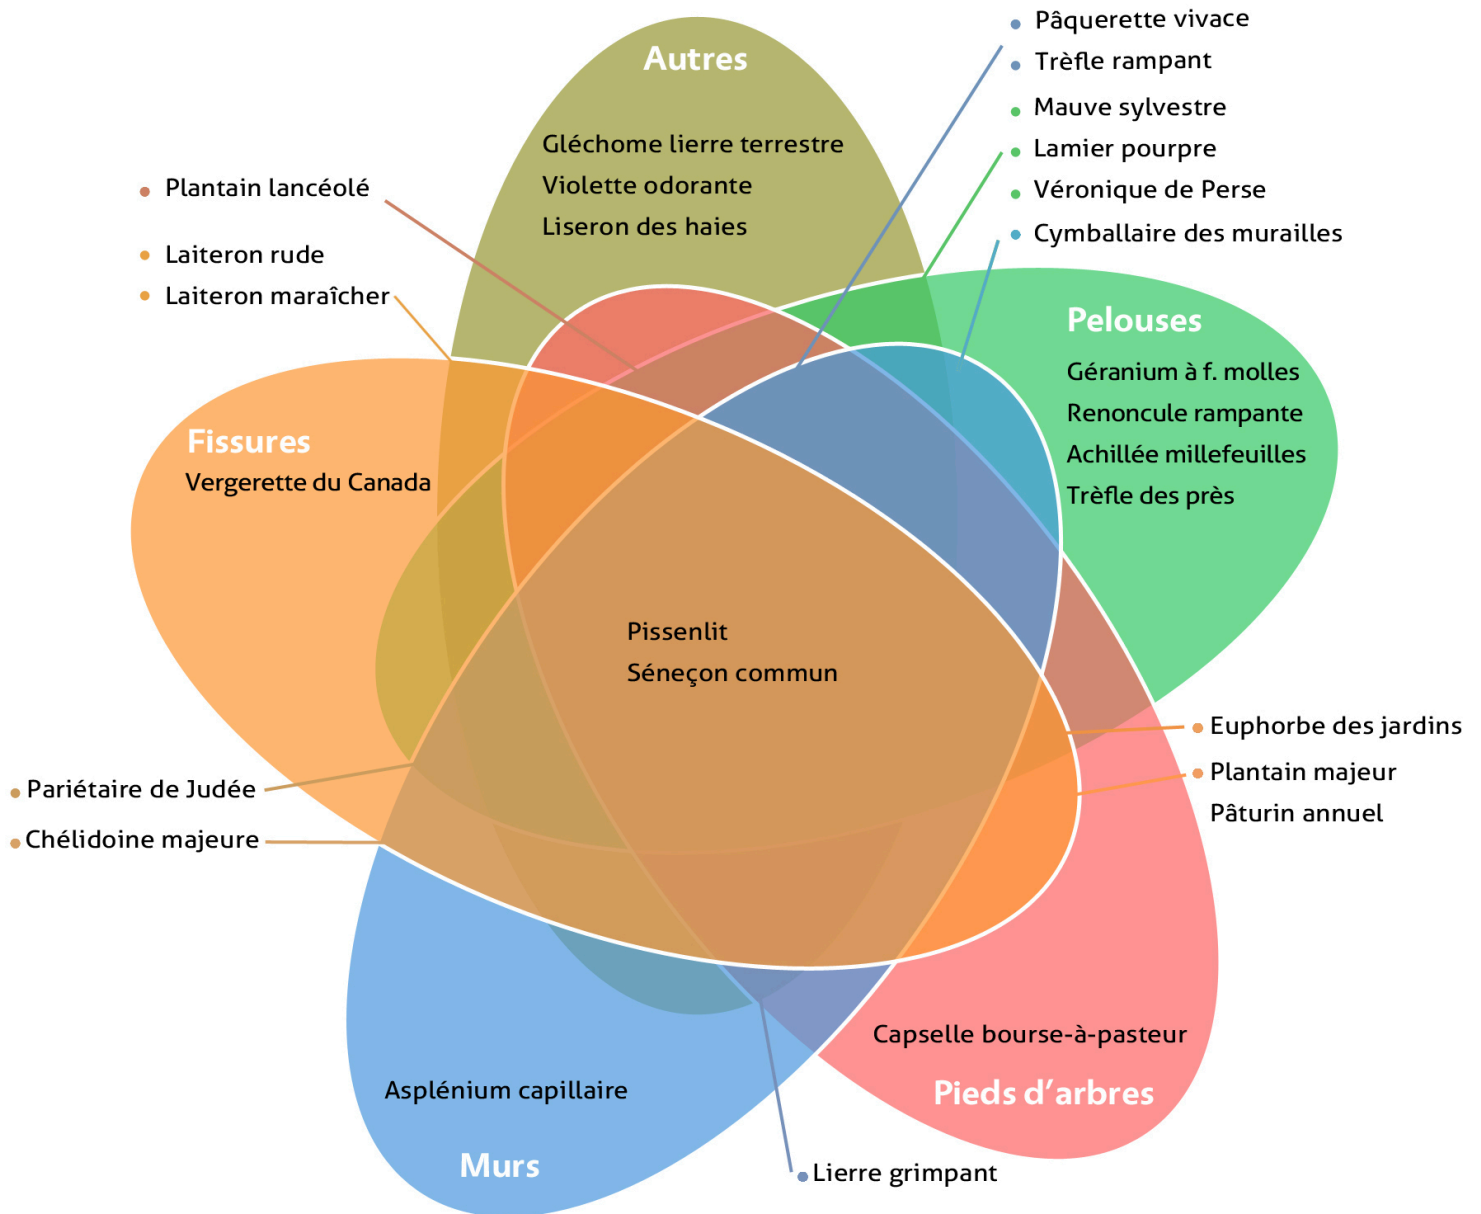 Pâquerette vivace
Trèfle rampant
Mauve sylvestre
Lamier pourpre
Véronique de Perse
Cymballaire des murailles
Autres
Gléchome lierre terrestre
Violette odorante
Liseron des haies
Plantain lancéolé
Laiteron rude
Laiteron maraîcher
Pelouses
Géranium à f. molles
Renoncule rampante
Achillée millefeuilles
Trèfle des près
Fissures
Vergerette du Canada
Pissenlit
Séneçon commun
Euphorbe des jardins
Plantain majeur
Pâturin annuel
Pariétaire de Judée
Chélidoine majeure
Capselle bourse-à-pasteur
Pieds d’arbres
Asplénium capillaire
Murs
Lierre grimpant